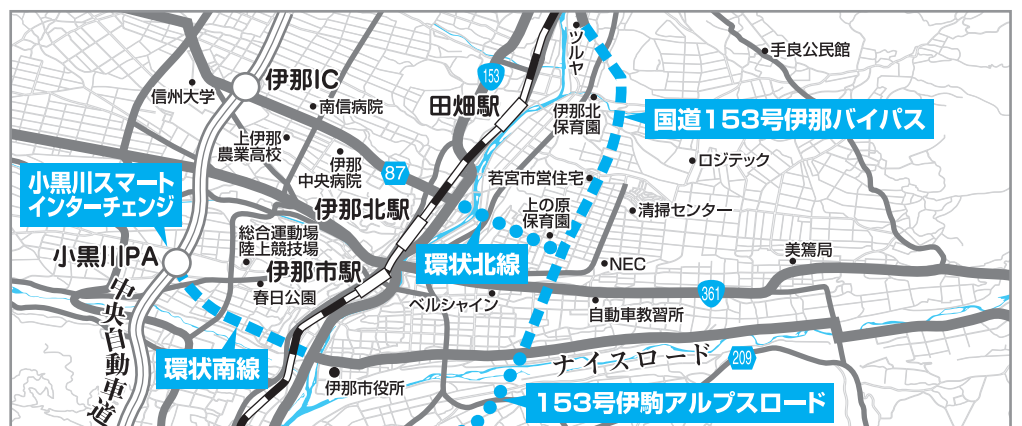 ツルヤ
手良公民館
153
伊那IC
信州大学
南信病院
田畑駅
伊那北
保育園
国道153号伊那バイパス
上伊那
農業高校
伊那
中央病院
87
ロジテック
小黒川スマート
インターチェンジ
若宮市営住宅
伊那北駅
上の原
保育園
清掃センター
総合運動場
陸上競技場
小黒川PA
伊那市駅
環状北線
NEC
美篶局
春日公園
ベルシャイン
361
自動車教習所
中央自動車道
環状南線
伊那市役所
ナイスロード
209
153号伊駒アルプスロード